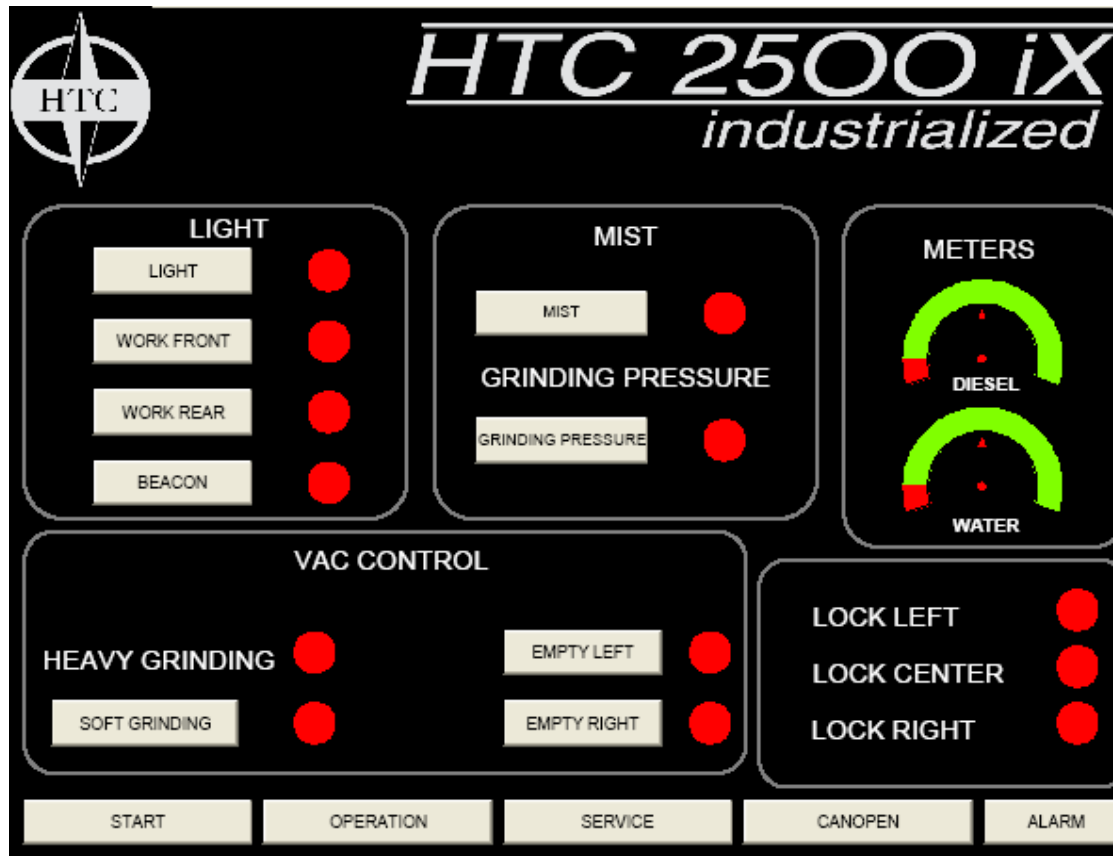 HTC
HTC 2500 iX
industrialized
LIGHT
LIGHT
WORK FRONT
WORK REAR
BEACON
MIST
MIST
GRINDING PRESSURE
GRINDING PRESSURE
METERS
DIESEL
WATER
VAC CONTROL
HEAVY GRINDING
SOFT GRINDING
EMPTY LEFT
EMPTY RIGHT
LOCK LEFT
LOCK CENTER
LOCK RIGHT
START
OPERATION
SERVICE
CANOPEN
ALARM